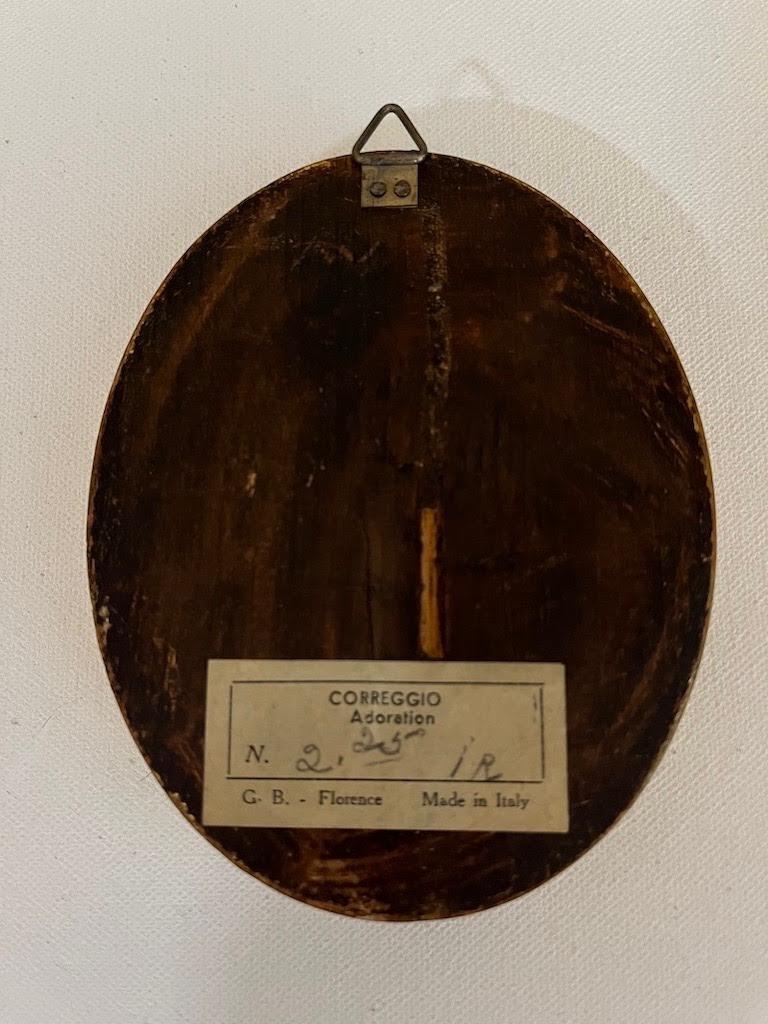 CORREGGIO
Adoration
N. 2.25 iR
G. B. - Florence Made in Italy